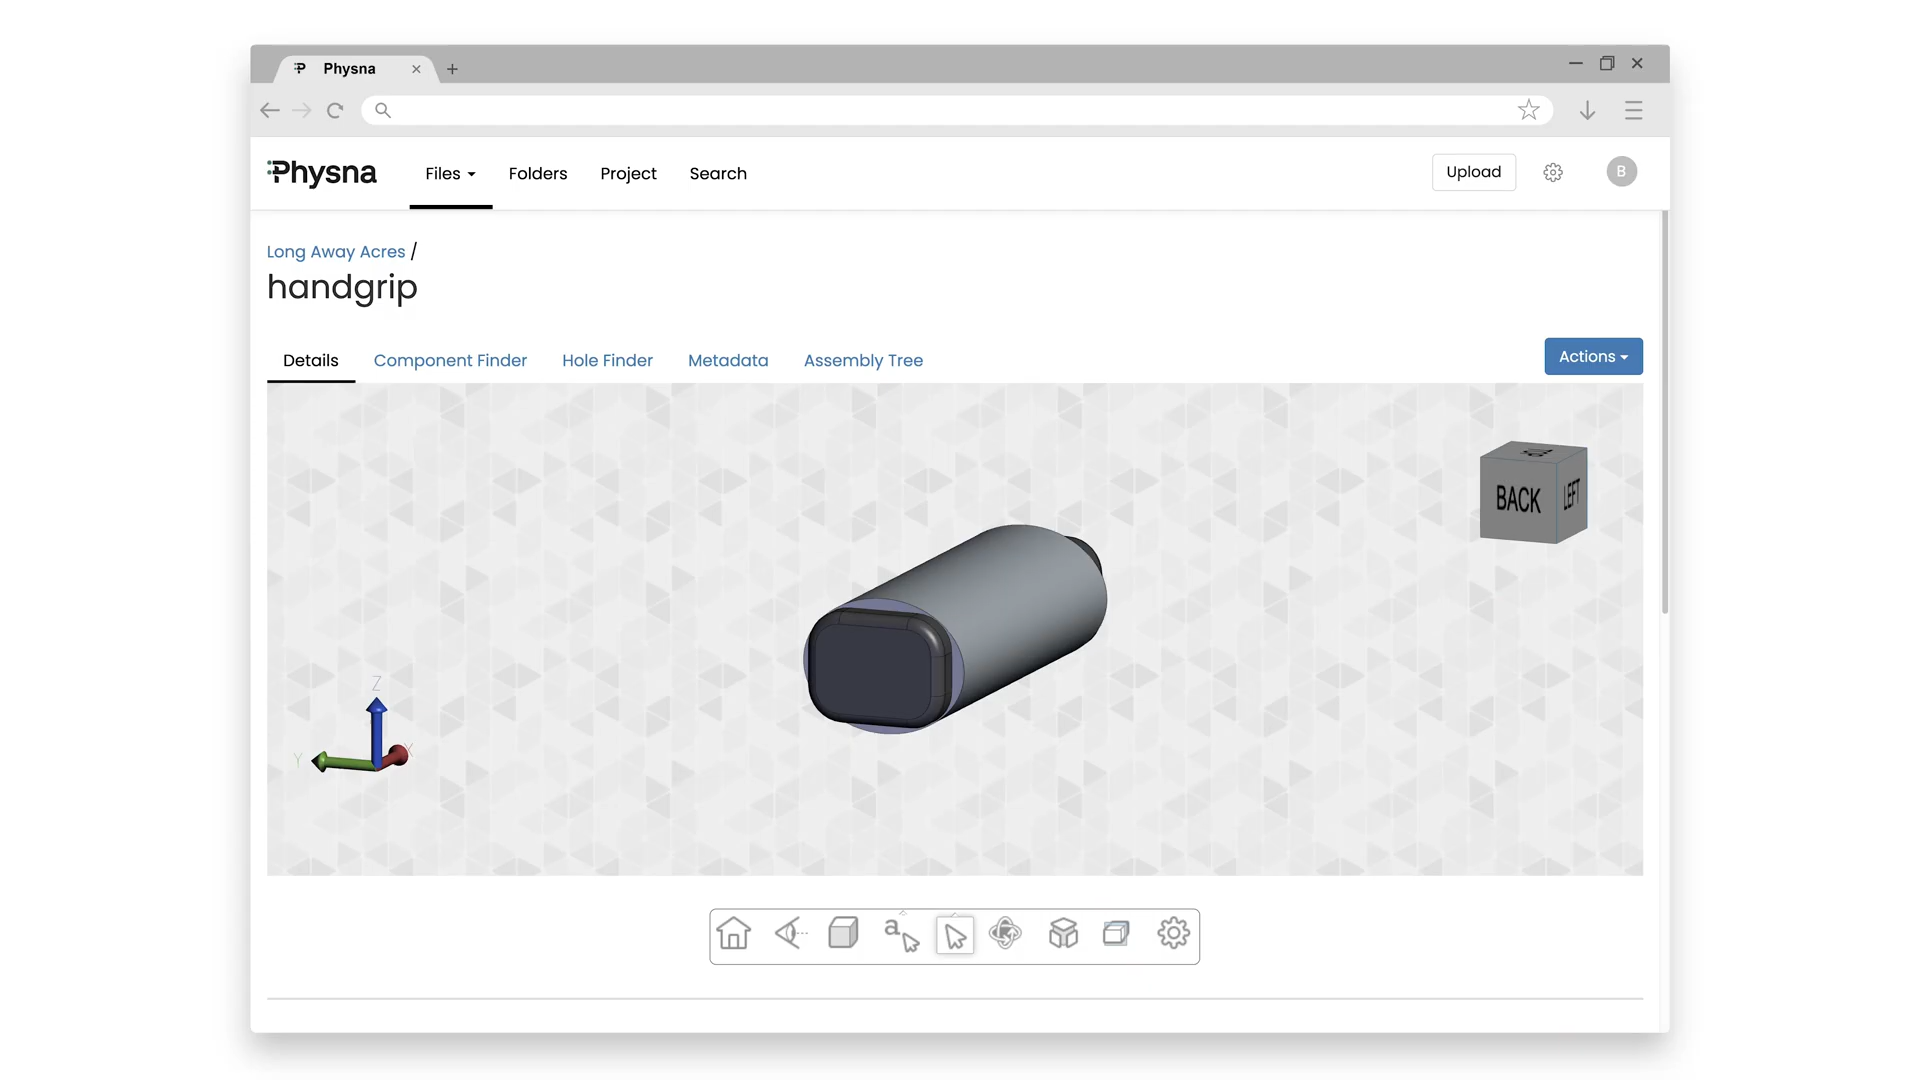 Physna
Physna Files Folders Project Search Upload B
Long Away Acres /
handgrip
Details Component Finder Hole Finder Metadata Assembly Tree Actions
BACK LEFT
Z
Y X
a